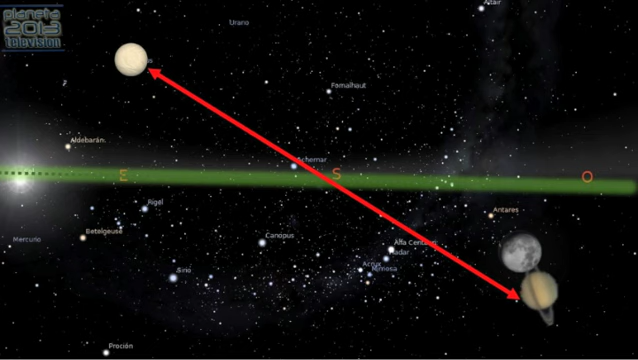 planeta
2013
television
Altair
Urano
Fomalhaut
Aldebarán
Achernar
E
S
O
Rigel
Antares
Betelgeuse
Mercurio
Canopus
Alfa Centauri
Hadar
Acrux
Mimosa
Sirio
Proción